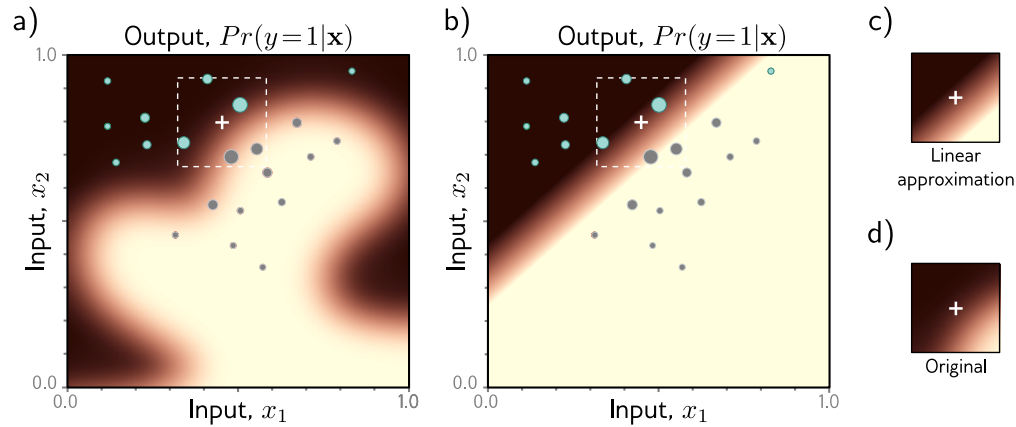 a)
Output, Pr(y=1|x)
1.0
Input, x₂
0.0
0.0
1.0
Input, x₁
b)
Output, Pr(y=1|x)
1.0
Input, x₂
0.0
0.0
1.0
Input, x₁
c)
Linear
approximation
d)
Original